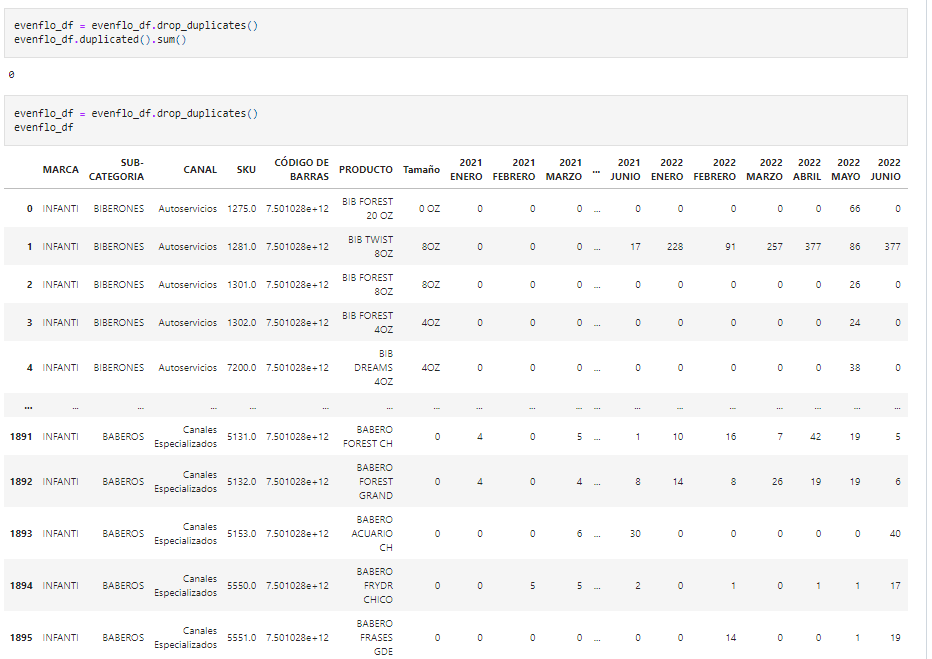 evenflo_df = evenflo_df.drop_duplicates()
evenflo_df.duplicated().sum()
0
evenflo_df = evenflo_df.drop_duplicates()
evenflo_df
MARCA SUB-CATEGORIA CANAL SKU CÓDIGO DE BARRAS PRODUCTO Tamaño 2021 ENERO 2021 FEBRERO 2021 MARZO ... 2021 JUNIO 2022 ENERO 2022 FEBRERO 2022 MARZO 2022 ABRIL 2022 MAYO 2022 JUNIO
0 INFANTI BIBERONES Autoservicios 1275.0 7.501028e+12 BIB FOREST 20 OZ 0 OZ 0 0 0 ... 0 0 0 0 0 66 0
1 INFANTI BIBERONES Autoservicios 1281.0 7.501028e+12 BIB TWIST 8OZ 8OZ 0 0 0 ... 17 228 91 257 377 86 377
2 INFANTI BIBERONES Autoservicios 1301.0 7.501028e+12 BIB FOREST 8OZ 8OZ 0 0 0 ... 0 0 0 0 0 26 0
3 INFANTI BIBERONES Autoservicios 1302.0 7.501028e+12 BIB FOREST 4OZ 4OZ 0 0 0 ... 0 0 0 0 0 24 0
4 INFANTI BIBERONES Autoservicios 7200.0 7.501028e+12 BIB DREAMS 4OZ 4OZ 0 0 0 ... 0 0 0 0 0 38 0
... ... ... ... ... ... ... ... ... ... ... ... ... ... ... ... ... ... ...
1891 INFANTI BABEROS Canales Especializados 5131.0 7.501028e+12 BABERO FOREST CH 0 4 0 5 ... 1 10 16 7 42 19 5
1892 INFANTI BABEROS Canales Especializados 5132.0 7.501028e+12 BABERO FOREST GRAND 0 4 0 4 ... 8 14 8 26 19 19 6
1893 INFANTI BABEROS Canales Especializados 5153.0 7.501028e+12 BABERO ACUARIO CH 0 0 0 6 ... 30 0 0 0 0 0 40
1894 INFANTI BABEROS Canales Especializados 5550.0 7.501028e+12 BABERO FRYDR CHICO 0 0 5 5 ... 2 0 1 0 1 1 17
1895 INFANTI BABEROS Canales Especializados 5551.0 7.501028e+12 BABERO FRASES GDE 0 0 0 0 ... 0 0 14 0 0 1 19